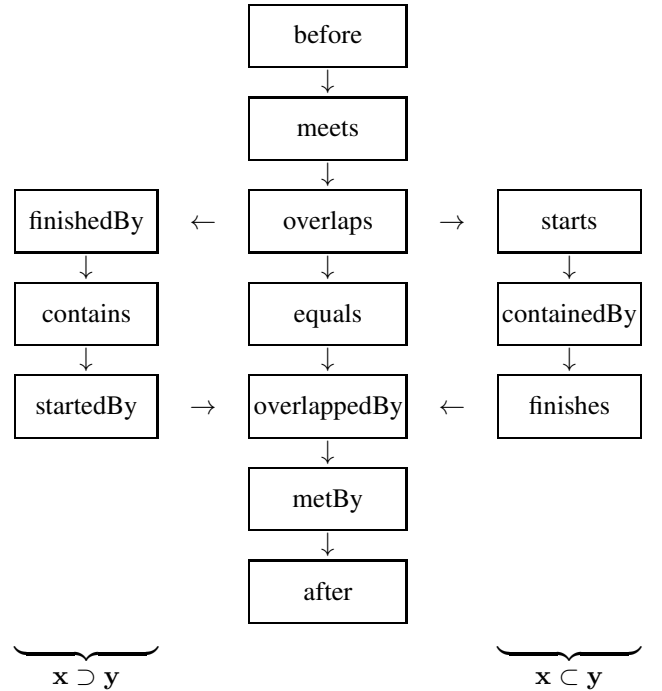 before
↓
meets
↓
finishedBy ← overlaps → starts
↓ ↓ ↓
contains equals containedBy
↓ ↓ ↓
startedBy → overlappedBy ← finishes
↓
metBy
↓
after
x ⊃ y x ⊂ y